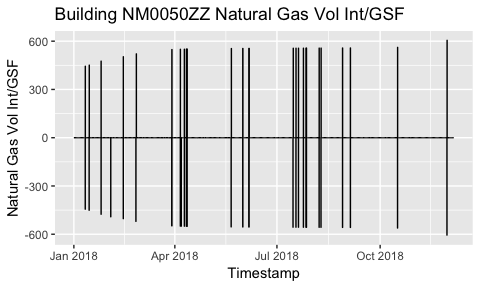 Building NM0050ZZ Natural Gas Vol Int/GSF
Natural Gas Vol Int/GSF
600
300
0
-300
-600
Jan 2018 Apr 2018 Jul 2018 Oct 2018
Timestamp